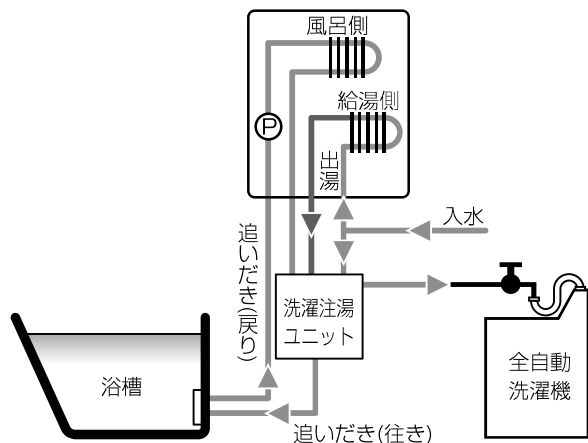 風呂側
給湯側
P
出湯
入水
追いだき(戻り)
洗濯注湯
ユニット
浴槽
全自動
洗濯機
追いだき(往き)